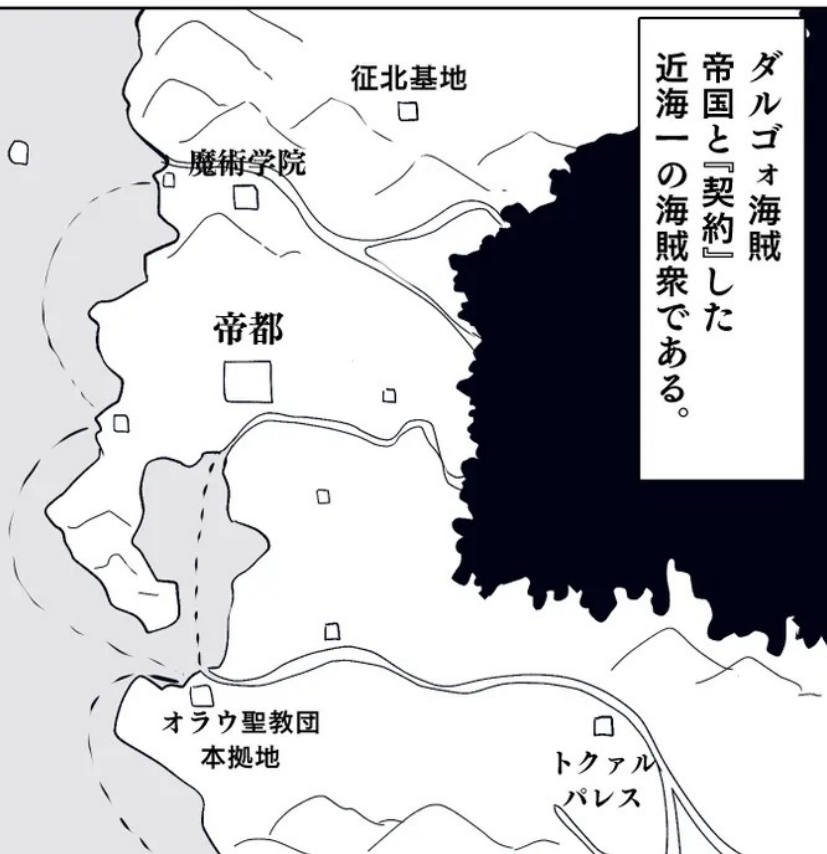 ダルゴォ海賊
帝国と『契約』した
近海一の海賊衆である。
征北基地
魔術学院
帝都
オラウ聖教団
本拠地
トクァル
パレス